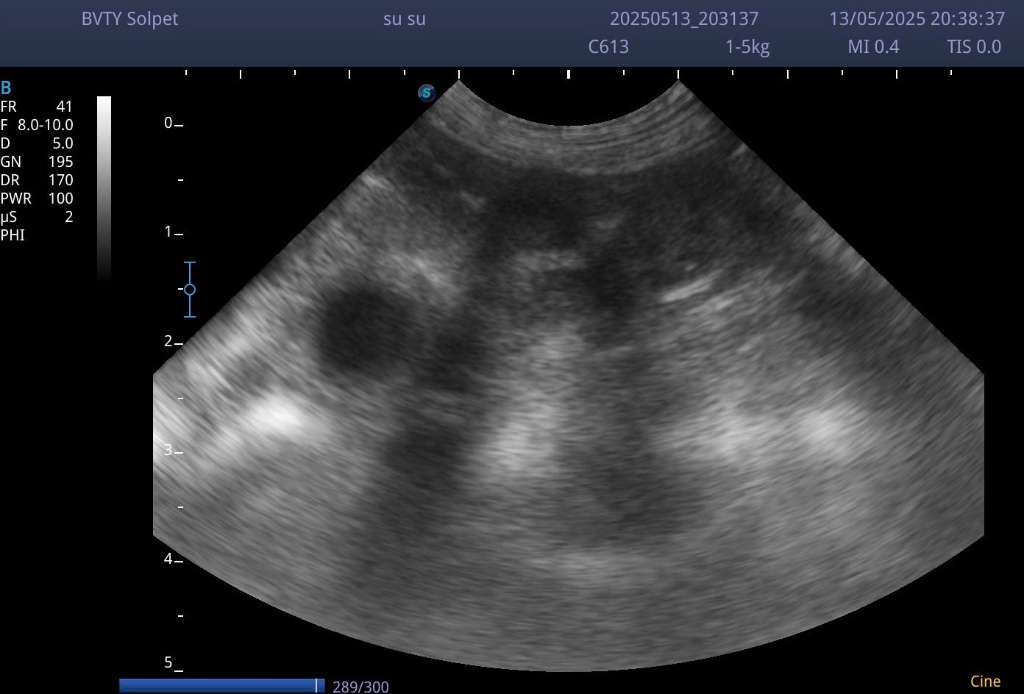 BVTY Solpet su su 20250513_203137 13/05/2025 20:38:37
C613 1-5kg MI 0.4 TIS 0.0
B
FR 41
F 8.0-10.0
D 5.0
GN 195
DR 170
PWR 100
µS 2
PHI
S
0
1
2
3
4
5
289/300
Cine